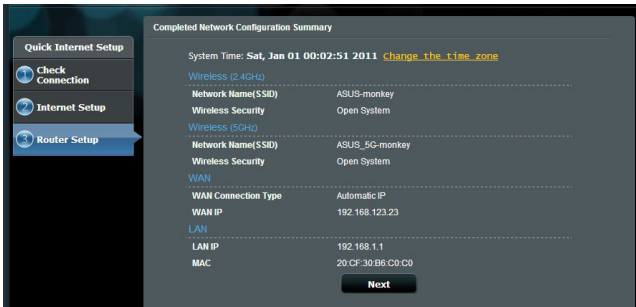 Completed Network Configuration Summary
Quick Internet Setup
1 Check Connection
2 Internet Setup
3 Router Setup
System Time: Sat, Jan 01 00:02:51 2011 Change the time zone
Wireless (2.4GHz)
Network Name(SSID) ASUS-monkey
Wireless Security Open System
Wireless (5GHz)
Network Name(SSID) ASUS_5G-monkey
Wireless Security Open System
WAN
WAN Connection Type Automatic IP
WAN IP 192.168.123.23
LAN
LAN IP 192.168.1.1
MAC 20:CF:30:B6:C0:C0
Next